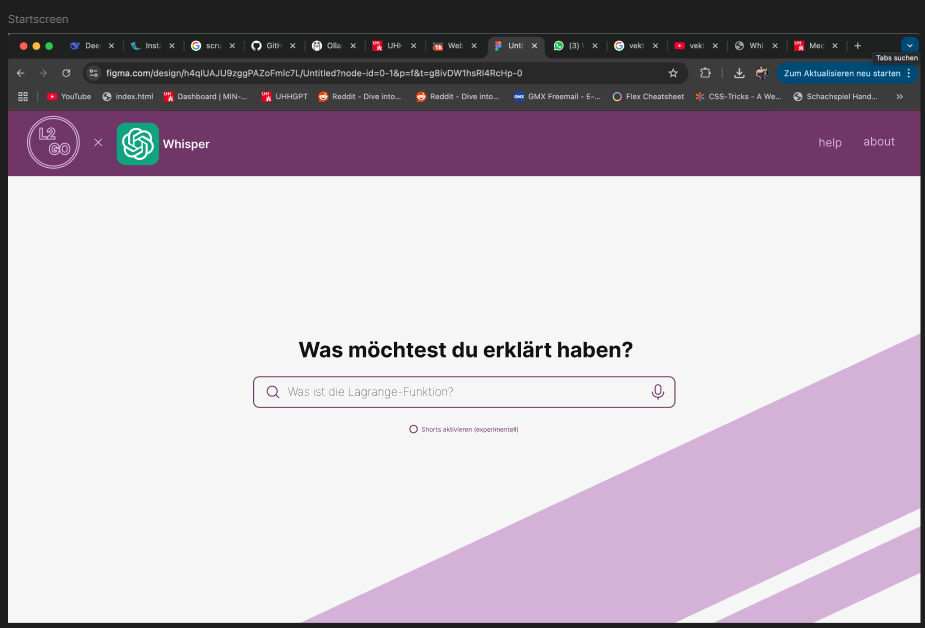 Startscreen
Dee
Inst
scru
GitH
Olla
UHH
Web
Unti
(3)
vekt
vekt
Whi
Mec
Tabs suchen
figma.com/design/h4qIUAJU9zggPAZoFmIc7L/Untitled?node-id=0-1&p=f&t=g8ivDW1hsRI4RcHp-0
Zum Aktualisieren neu starten
YouTube
index.html
Dashboard | MIN-...
UHHGPT
Reddit - Dive into...
Reddit - Dive into...
GMX Freemail - E-...
Flex Cheatsheet
CSS-Tricks - A We...
Schachspiel Hand...
L2
GO
Whisper
help
about
Was möchtest du erklärt haben?
Was ist die Lagrange-Funktion?
Shorts aktivieren (experimentell)